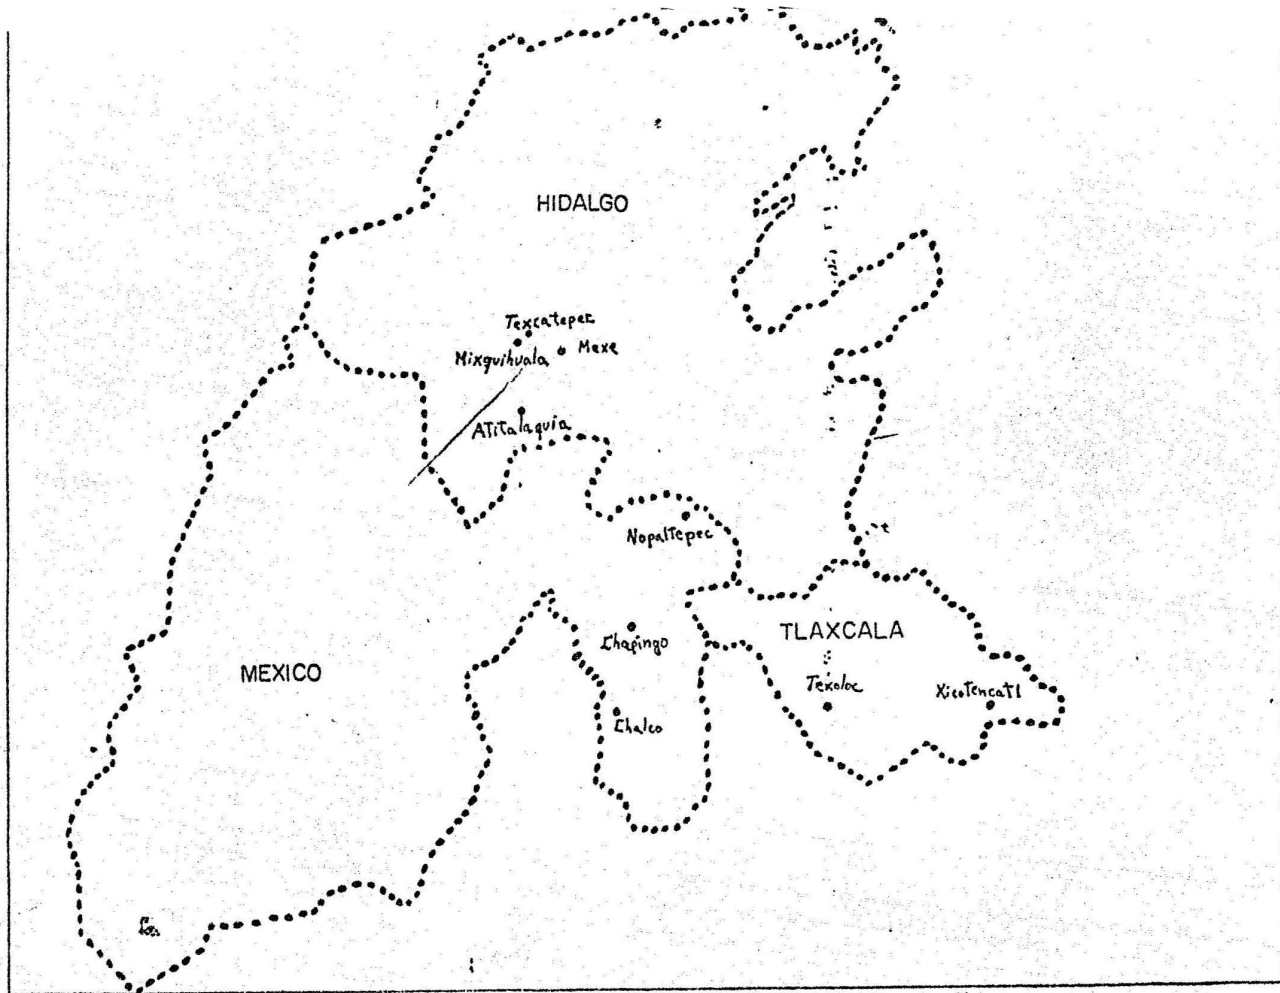 HIDALGO
Texcatepec
Mixquihuala
Mexe
Atitalaquia
Nopaltepec
Chapingo
TLAXCALA
MEXICO
Texoloc
Xicotencatl
Chalco